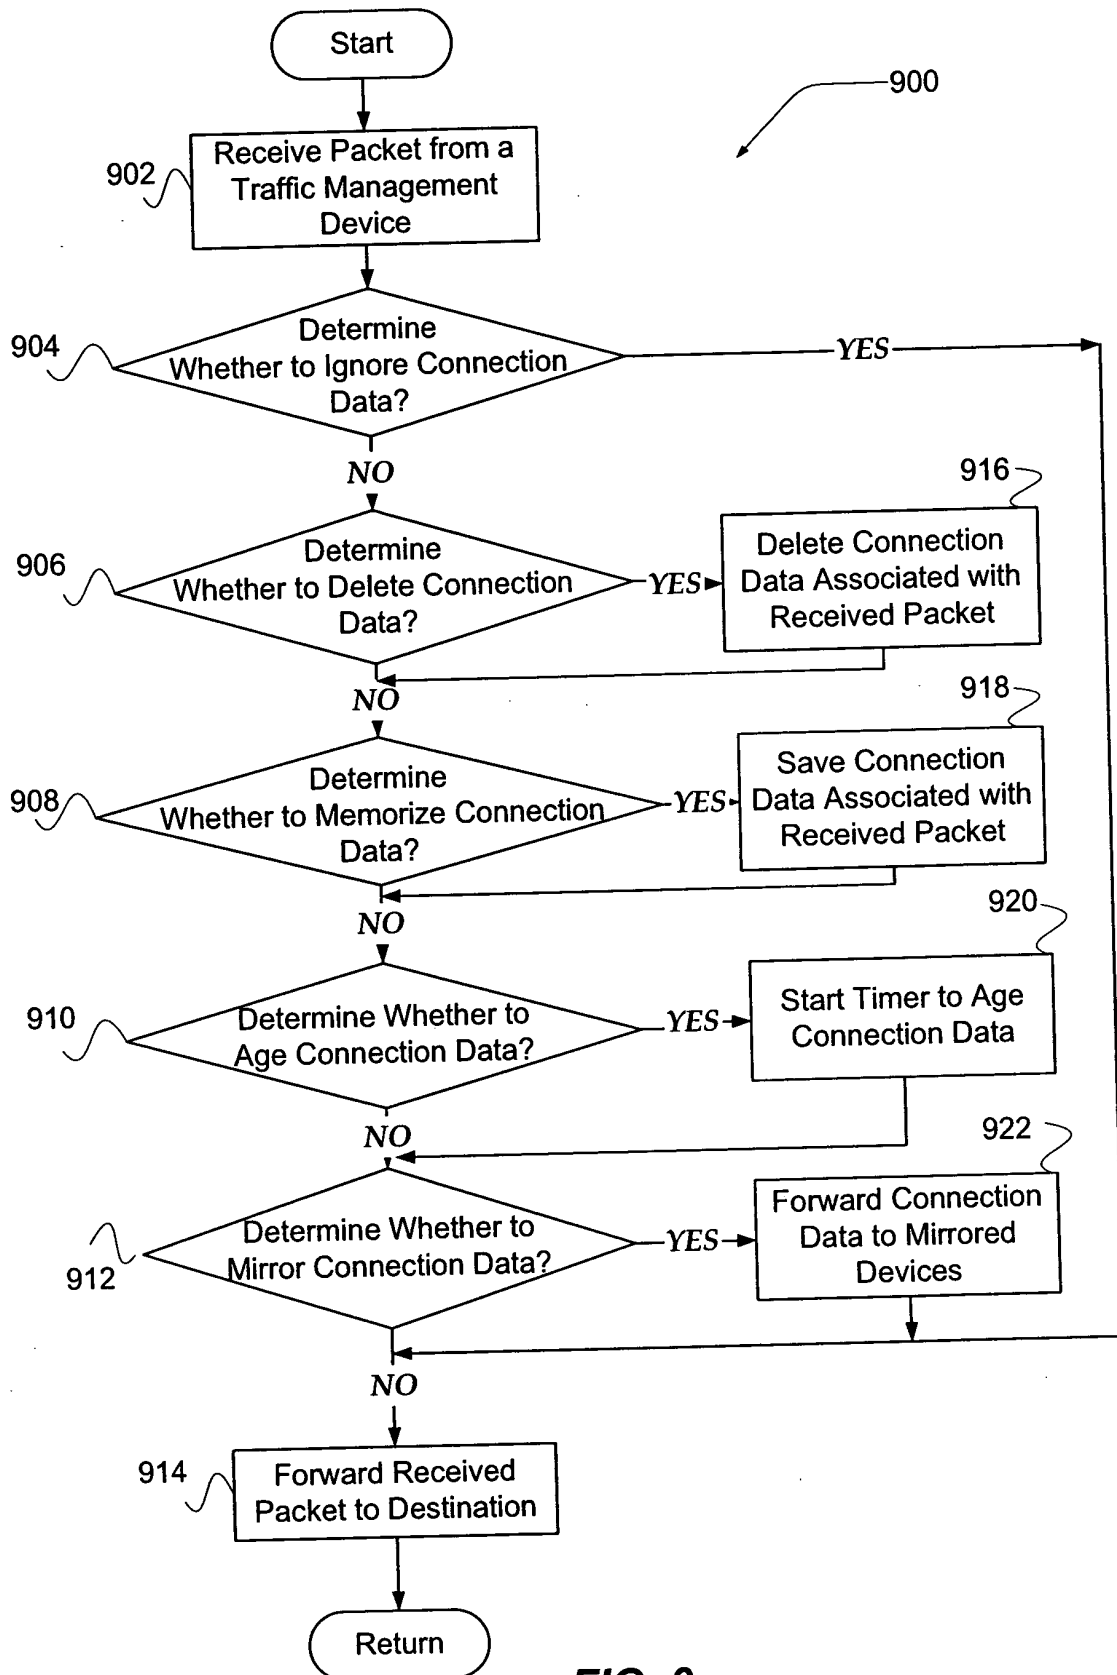 Start
900
Receive Packet from a
Traffic Management
Device
902
904
Determine
Whether to Ignore Connection
Data?
YES
NO
916
906
Determine
Whether to Delete Connection
Data?
YES
Delete Connection
Data Associated with
Received Packet
NO
918
908
Determine
Whether to Memorize Connection
Data?
YES
Save Connection
Data Associated with
Received Packet
NO
920
910
Determine Whether to
Age Connection Data?
YES
Start Timer to Age
Connection Data
NO
922
912
Determine Whether to
Mirror Connection Data?
YES
Forward Connection
Data to Mirrored
Devices
NO
914
Forward Received
Packet to Destination
Return
FIG.